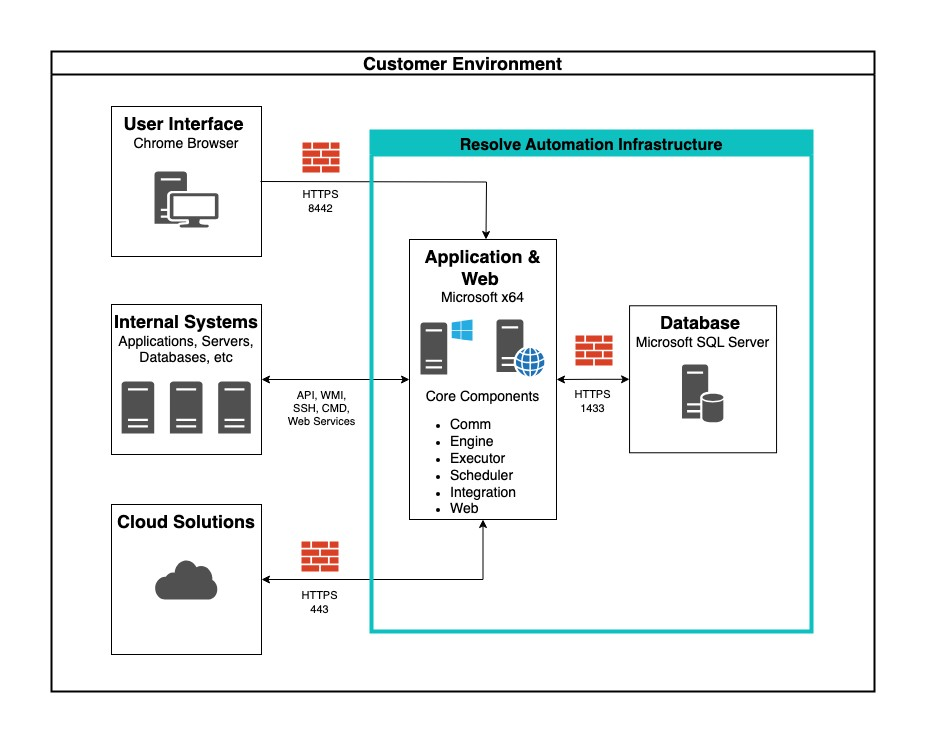 Customer Environment
User Interface
Chrome Browser
HTTPS
8442
Resolve Automation Infrastructure
Internal Systems
Applications, Servers,
Databases, etc
API, WMI,
SSH, CMD,
Web Services
Application &
Web
Microsoft x64
Core Components
• Comm
• Engine
• Executor
• Scheduler
• Integration
• Web
HTTPS
1433
Database
Microsoft SQL Server
Cloud Solutions
HTTPS
443